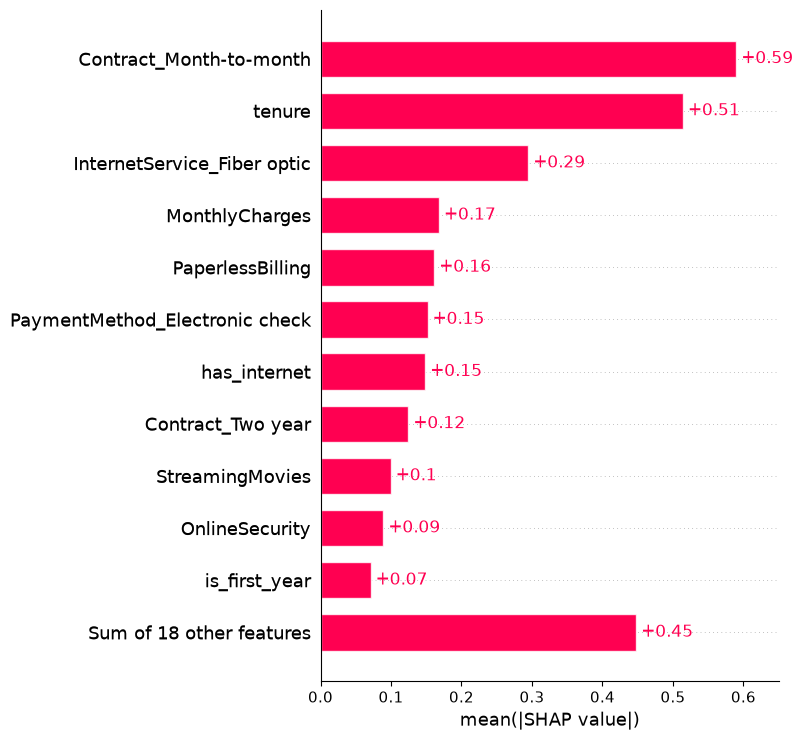 Contract_Month-to-month +0.59
tenure +0.51
InternetService_Fiber optic +0.29
MonthlyCharges +0.17
PaperlessBilling +0.16
PaymentMethod_Electronic check +0.15
has_internet +0.15
Contract_Two year +0.12
StreamingMovies +0.1
OnlineSecurity +0.09
is_first_year +0.07
Sum of 18 other features +0.45
0.0 0.1 0.2 0.3 0.4 0.5 0.6
mean(|SHAP value|)